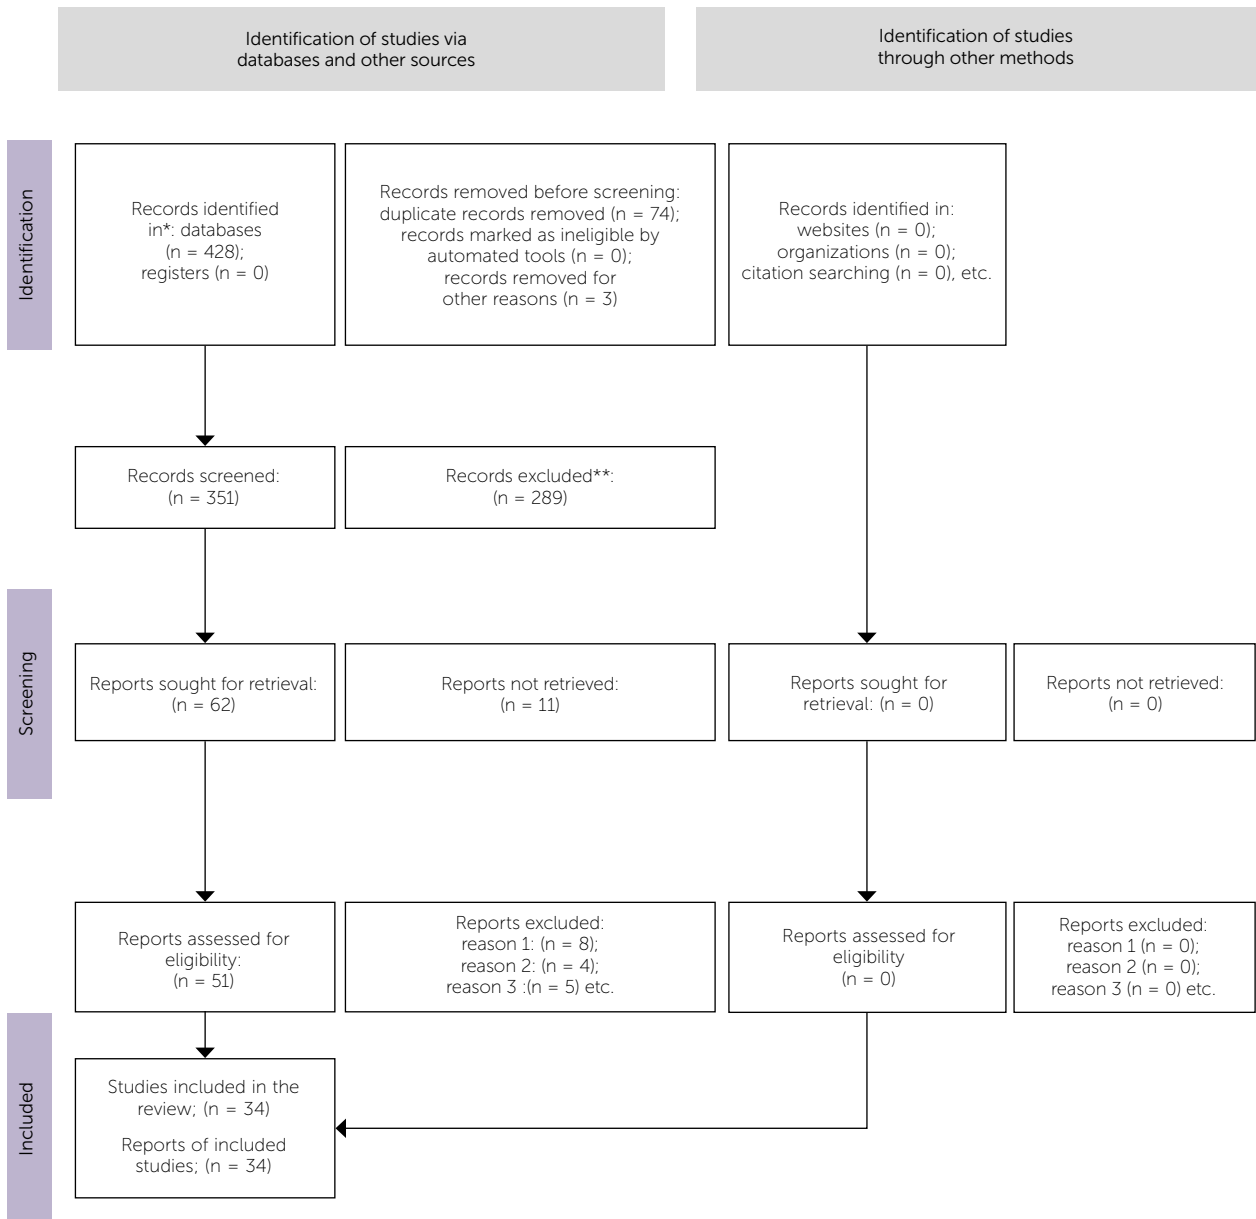 Identification of studies via
databases and other sources
Identification of studies
through other methods
Identification
Records identified
in*: databases
(n = 428);
registers (n = 0)
Records removed before screening:
duplicate records removed (n = 74);
records marked as ineligible by
automated tools (n = 0);
records removed for
other reasons (n = 3)
Records identified in:
websites (n = 0);
organizations (n = 0);
citation searching (n = 0), etc.
Records screened:
(n = 351)
Records excluded**:
(n = 289)
Screening
Reports sought for retrieval:
(n = 62)
Reports not retrieved:
(n = 11)
Reports sought for
retrieval: (n = 0)
Reports not retrieved:
(n = 0)
Reports assessed for
eligibility:
(n = 51)
Reports excluded:
reason 1: (n = 8);
reason 2: (n = 4);
reason 3 :(n = 5) etc.
Reports assessed for
eligibility
(n = 0)
Reports excluded:
reason 1 (n = 0);
reason 2 (n = 0);
reason 3 (n = 0) etc.
Included
Studies included in the
review; (n = 34)
Reports of included
studies; (n = 34)